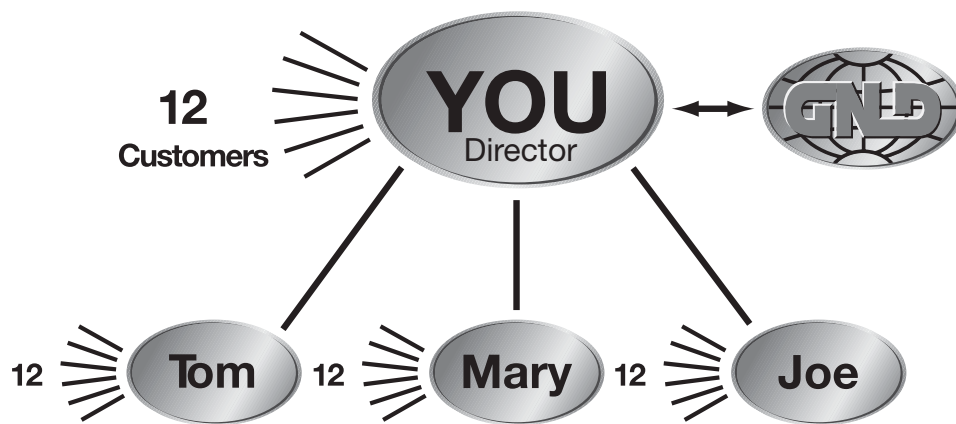 YOU
Director
GNLD
12
Customers
12
Tom
12
Mary
12
Joe